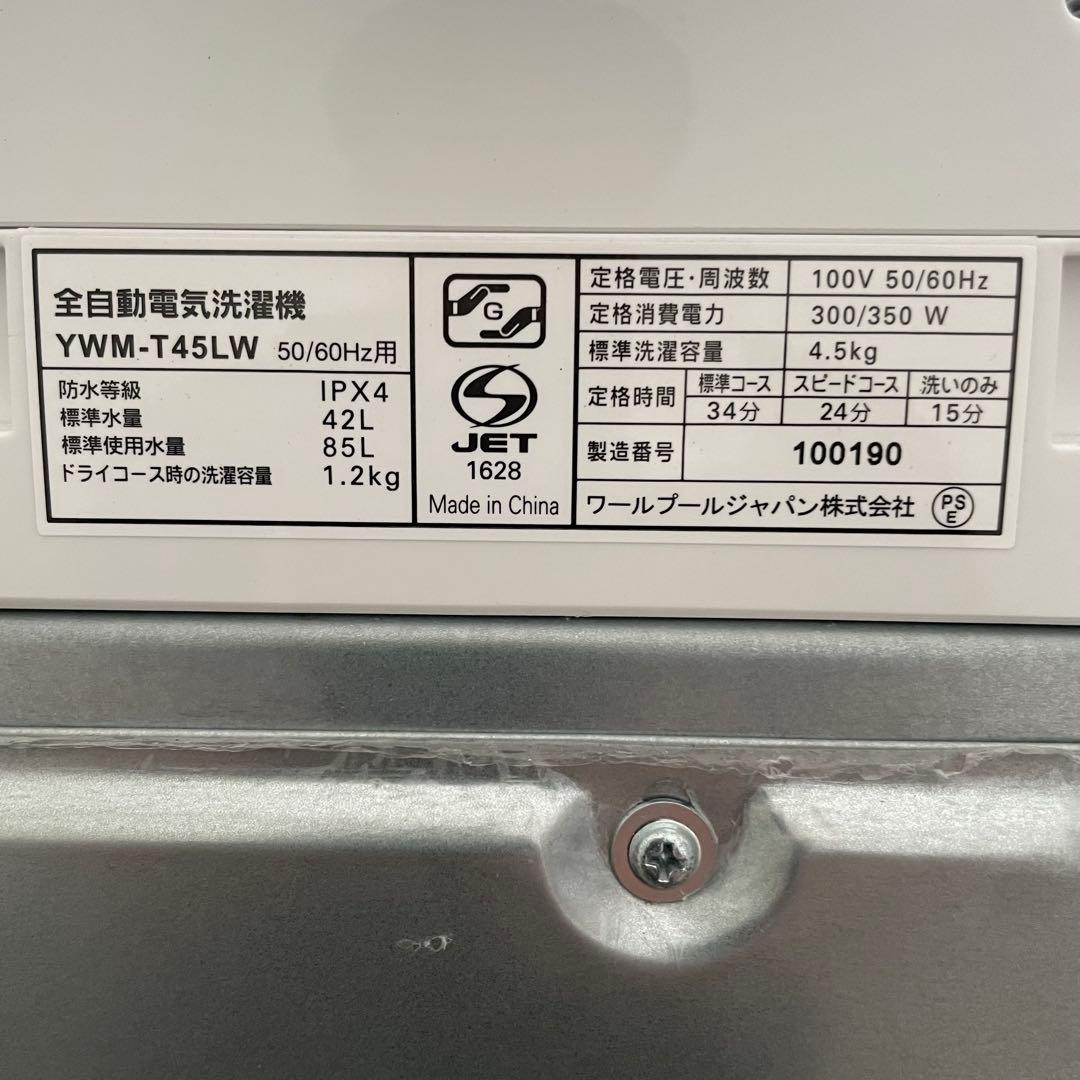 全自動電気洗濯機
YWM-T45LW 50/60Hz用
防水等級 IPX4
標準水量 42L
標準使用水量 85L
ドライコース時の洗濯容量 1.2kg
G
JET
1628
Made in China
定格電圧・周波数 100V 50/60Hz
定格消費電力 300/350 W
標準洗濯容量 4.5kg
定格時間 標準コース スピードコース 洗いのみ
34分 24分 15分
製造番号 100190
ワールプールジャパン株式会社 PSE